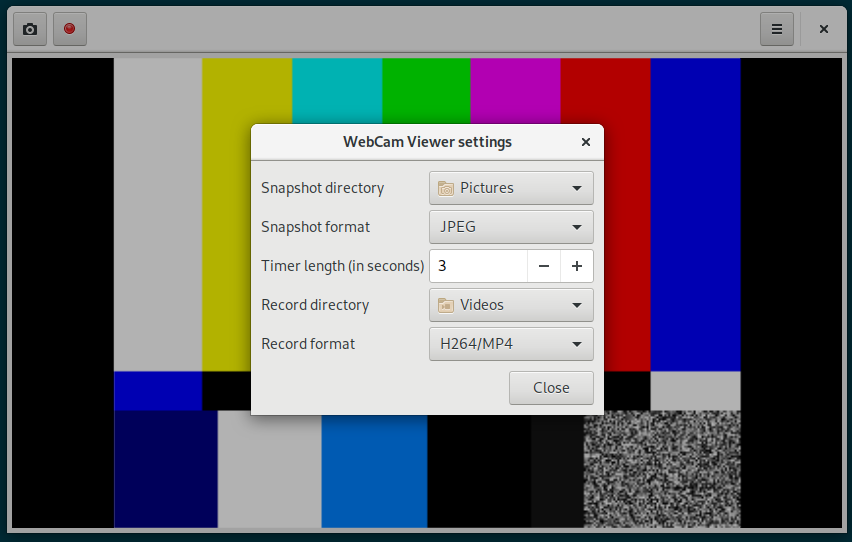 WebCam Viewer settings
Snapshot directory Pictures
Snapshot format JPEG
Timer length (in seconds) 3
Record directory Videos
Record format H264/MP4
Close